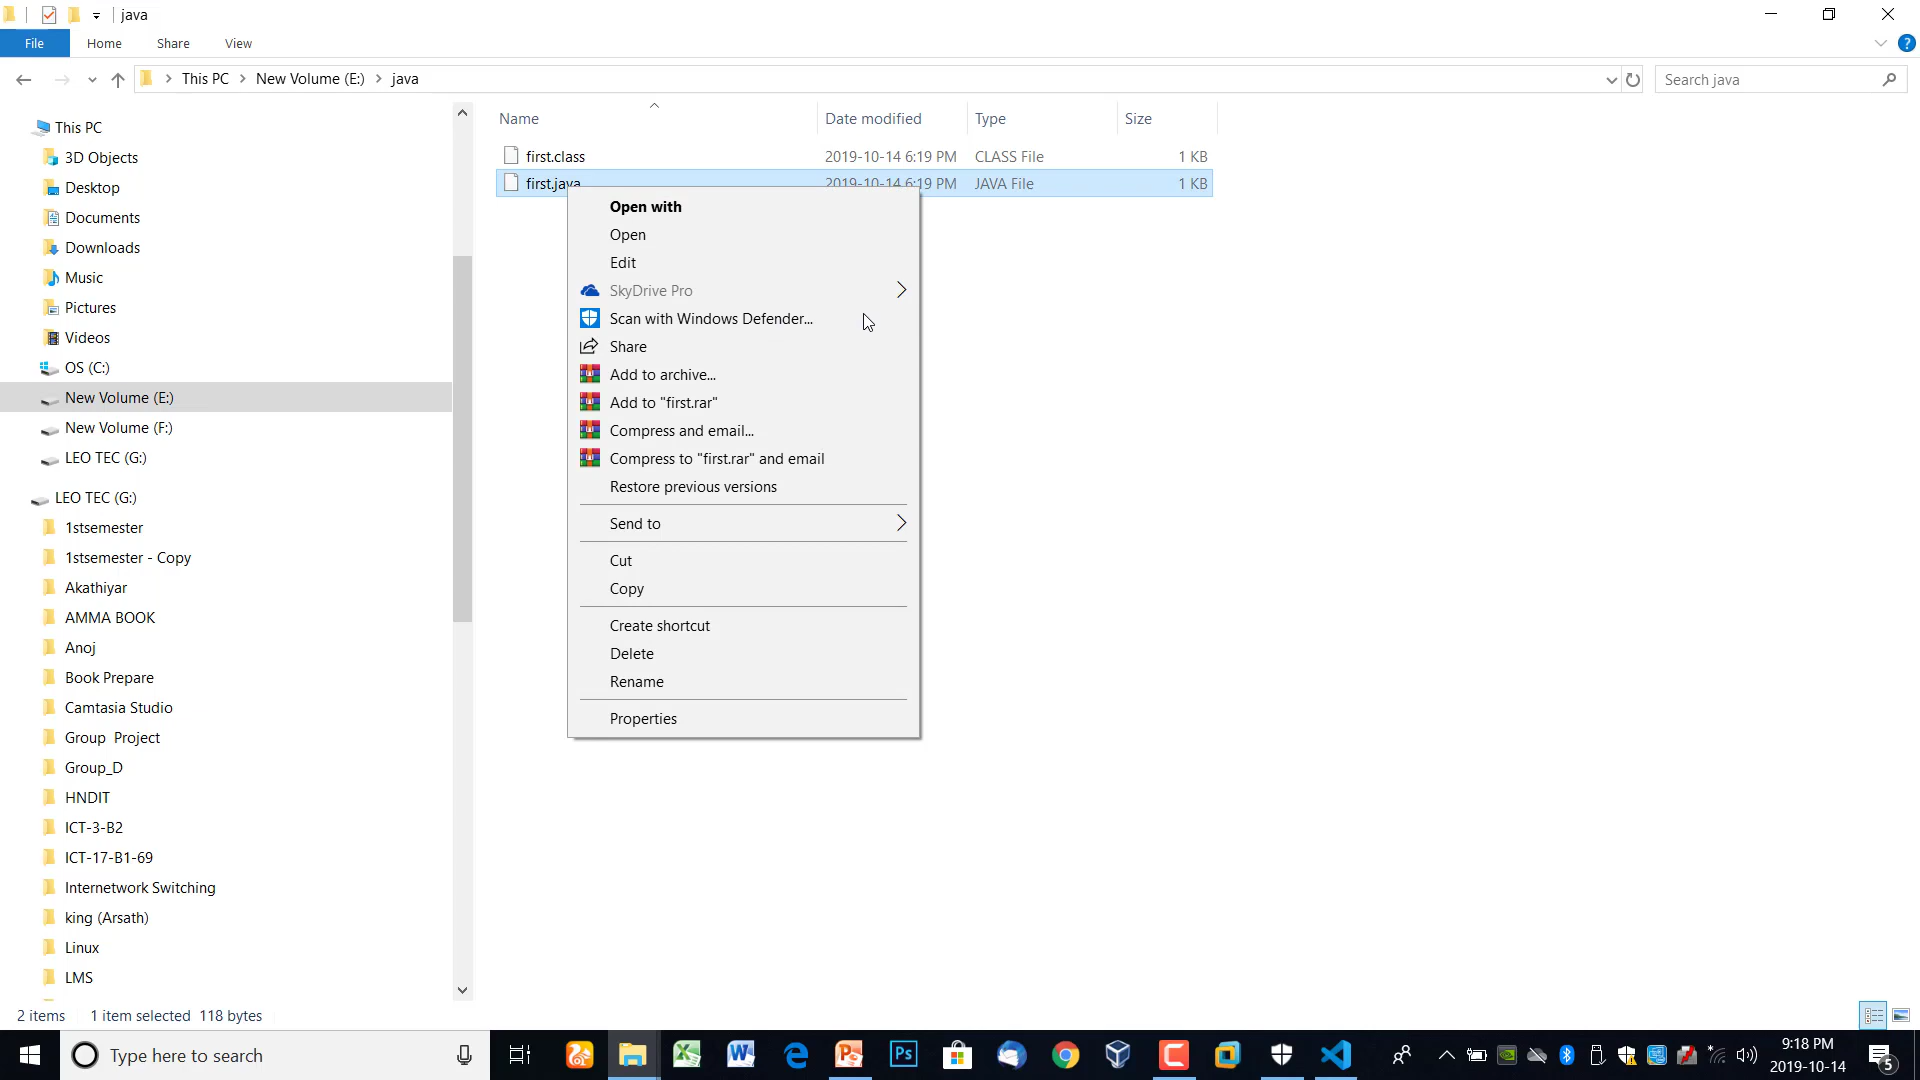 java
File Home Share View
This PC New Volume (E:) java
Search java
This PC
3D Objects
Desktop
Documents
Downloads
Music
Pictures
Videos
OS (C:)
New Volume (E:)
New Volume (F:)
LEO TEC (G:)
LEO TEC (G:)
1stsemester
1stsemester - Copy
Akathiyar
AMMA BOOK
Anoj
Book Prepare
Camtasia Studio
Group  Project
Group_D
HNDIT
ICT-3-B2
ICT-17-B1-69
Internetwork Switching
king (Arsath)
Linux
LMS
Name Date modified Type Size
first.class 2019-10-14 6:19 PM CLASS File 1 KB
first.java 2019-10-14 6:19 PM JAVA File 1 KB
Open with
Open
Edit
SkyDrive Pro
Scan with Windows Defender...
Share
Add to archive...
Add to "first.rar"
Compress and email...
Compress to "first.rar" and email
Restore previous versions
Send to
Cut
Copy
Create shortcut
Delete
Rename
Properties
2 items 1 item selected 118 bytes
Type here to search
9:18 PM
2019-10-14
5